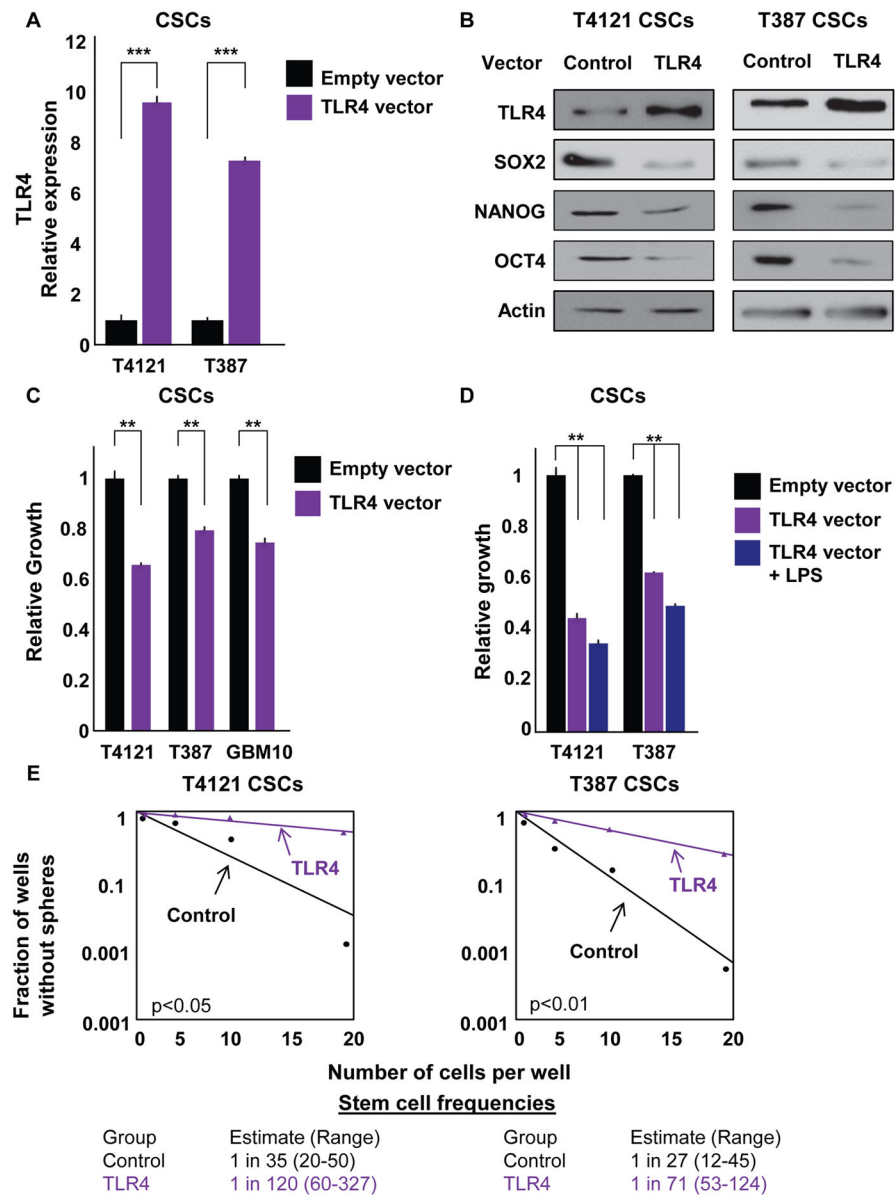 A
CSCs
TLR4
Relative expression
12
10
8
6
4
2
0
***
***
Empty vector
TLR4 vector
T4121
T387
B
T4121 CSCs
T387 CSCs
Vector
Control
TLR4
Control
TLR4
TLR4
SOX2
NANOG
OCT4
Actin
C
CSCs
Relative Growth
1
0.8
0.6
0.4
0.2
0
**
**
**
Empty vector
TLR4 vector
T4121
T387
GBM10
D
CSCs
Relative growth
1
0.8
0.6
0.4
0.2
0
**
**
Empty vector
TLR4 vector
TLR4 vector
+ LPS
T4121
T387
E
T4121 CSCs
Fraction of wells
without spheres
1
0.1
0.001
0.001
TLR4
Control
p<0.05
0 5 10 15 20
T387 CSCs
1
0.1
0.001
0.001
TLR4
Control
p<0.01
0 5 10 15 20
Number of cells per well
Stem cell frequencies
Group Estimate (Range)
Control 1 in 35 (20-50)
TLR4 1 in 120 (60-327)
Group Estimate (Range)
Control 1 in 27 (12-45)
TLR4 1 in 71 (53-124)